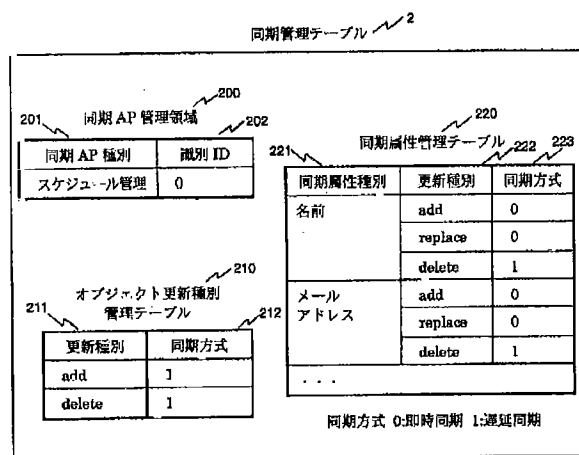 同期管理テーブル 2
同期 AP 管理領域 200
201 202
同期 AP 種別 識別 ID
スケジュール管理 0
オブジェクト更新種別 210
管理テーブル
211 212
更新種別 同期方式
add 1
delete 1
220
同期属性管理テーブル
221 222 223
同期属性種別 更新種別 同期方式
名前 add 0
replace 0
delete 1
メール add 0
アドレス replace 0
delete 1
. . .
同期方式 0:即時同期 1:遅延同期